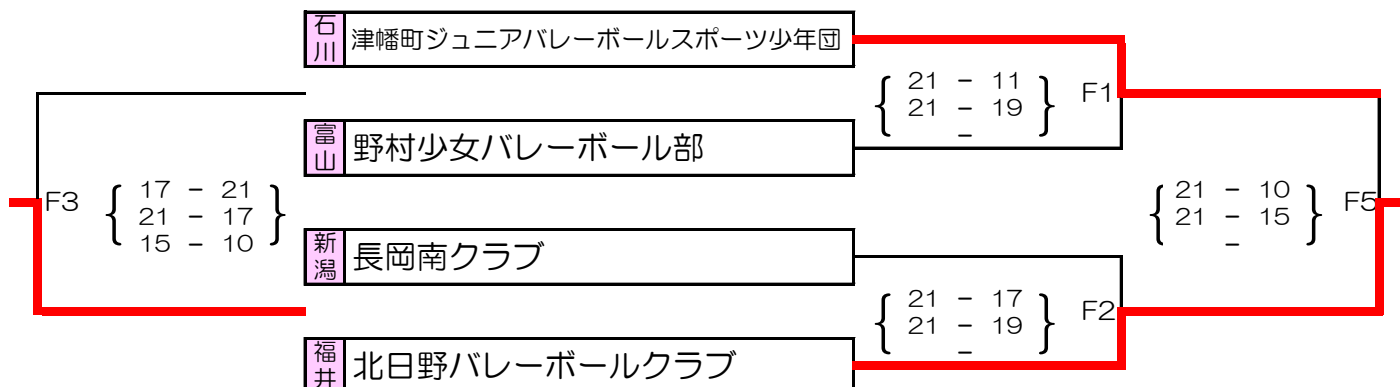 石川 津幡町ジュニアバレーボールスポーツ少年団
21 - 11
21 - 19
-
F1
富山 野村少女バレーボール部
F3
17 - 21
21 - 17
15 - 10
21 - 10
21 - 15
-
F5
新潟 長岡南クラブ
21 - 17
21 - 19
-
F2
福井 北日野バレーボールクラブ